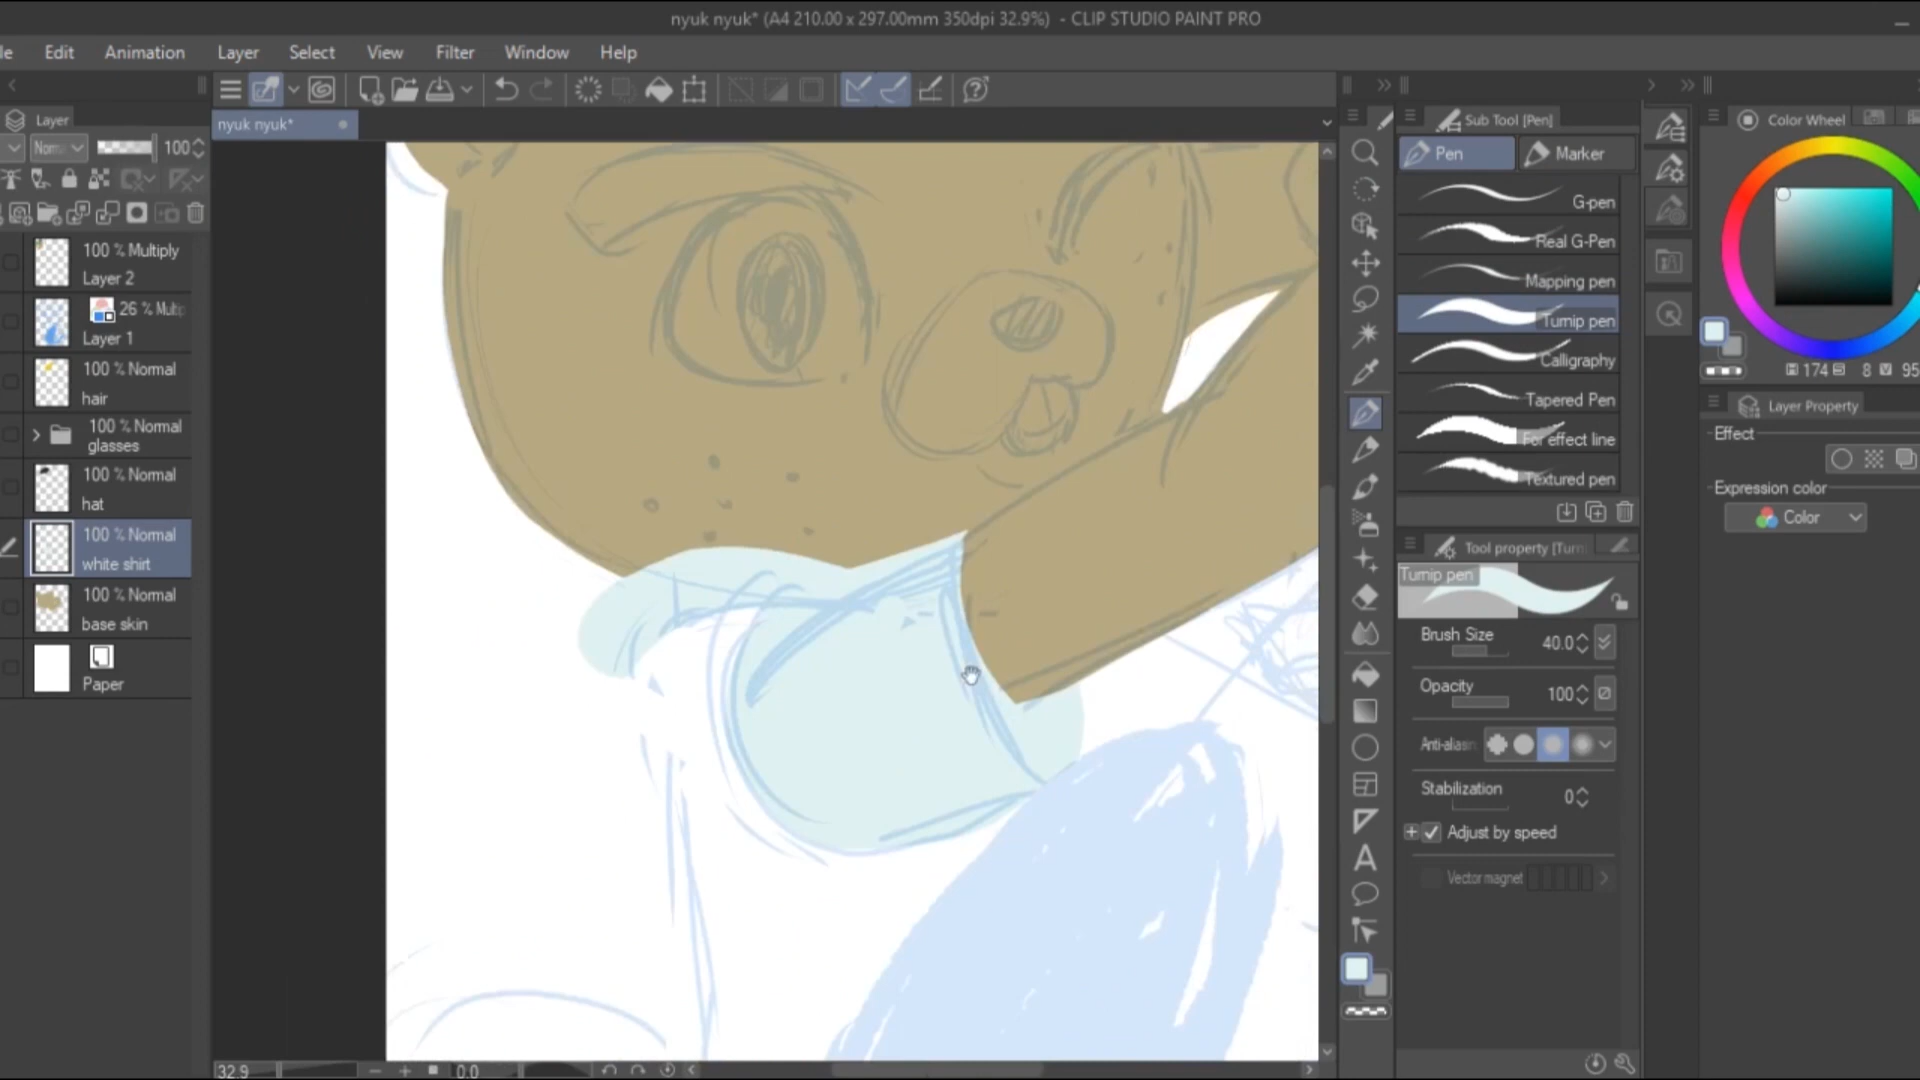 nyuk nyuk* (A4 210.00 x 297.00mm 350dpi 32.9%) - CLIP STUDIO PAINT PRO
le Edit Animation Layer Select View Filter Window Help
nyuk nyuk*
Layer
100
100 % Multiply
Layer 2
26 % Multip
Layer 1
100 % Normal
hair
100 % Normal
glasses
100 % Normal
hat
100 % Normal
white shirt
100 % Normal
base skin
Paper
32.9
0.0
Sub Tool [Pen]
Pen
Marker
G-pen
Real G-Pen
Mapping pen
Turnip pen
Calligraphy
Tapered Pen
For effect line
Textured pen
Tool property [Turn
Turnip pen
Brush Size
40.0
Opacity
100
Anti-aliasin
Stabilization
0
Adjust by speed
Vector magnet
Color Wheel
H 174 S 8 V 95
Layer Property
Effect
Expression color
Color